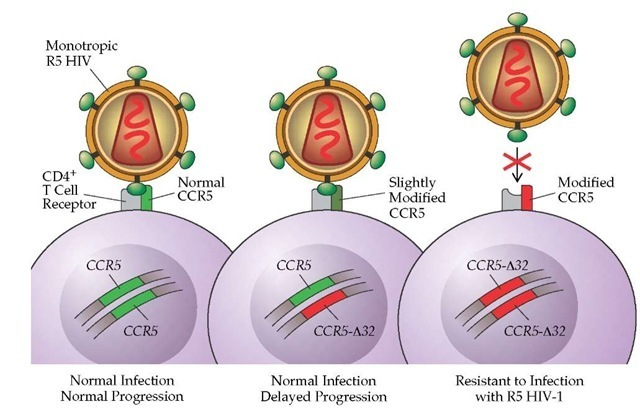 Monotropic
R5 HIV
CD4+
T Cell
Receptor
Normal
CCR5
Slightly
Modified
CCR5
Modified
CCR5
CCR5
CCR5
CCR5
CCR5-Δ32
CCR5-Δ32
CCR5-Δ32
Normal Infection
Normal Progression
Normal Infection
Delayed Progression
Resistant to Infection
with R5 HIV-1